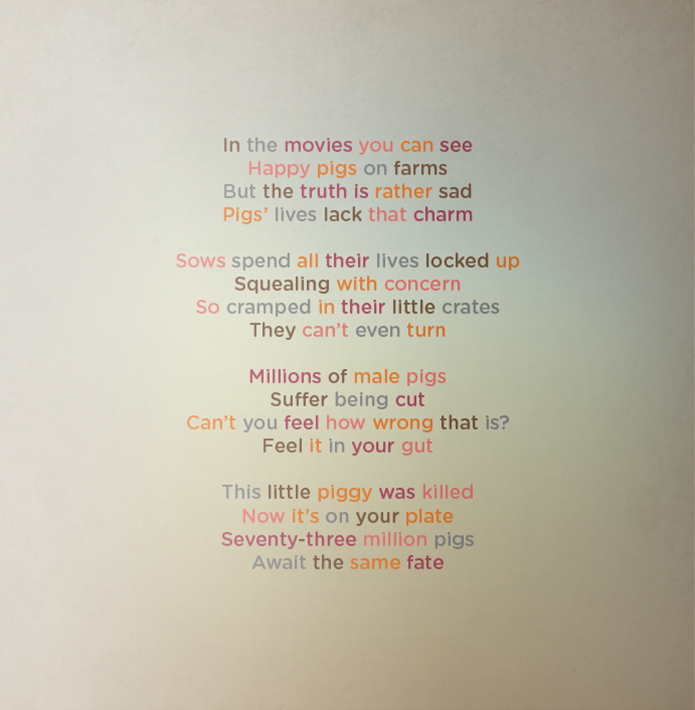 In the movies you can see
Happy pigs on farms
But the truth is rather sad
Pigs’ lives lack that charm
Sows spend all their lives locked up
Squealing with concern
So cramped in their little crates
They can’t even turn
Millions of male pigs
Suffer being cut
Can’t you feel how wrong that is?
Feel it in your gut
This little piggy was killed
Now it’s on your plate
Seventy-three million pigs
Await the same fate